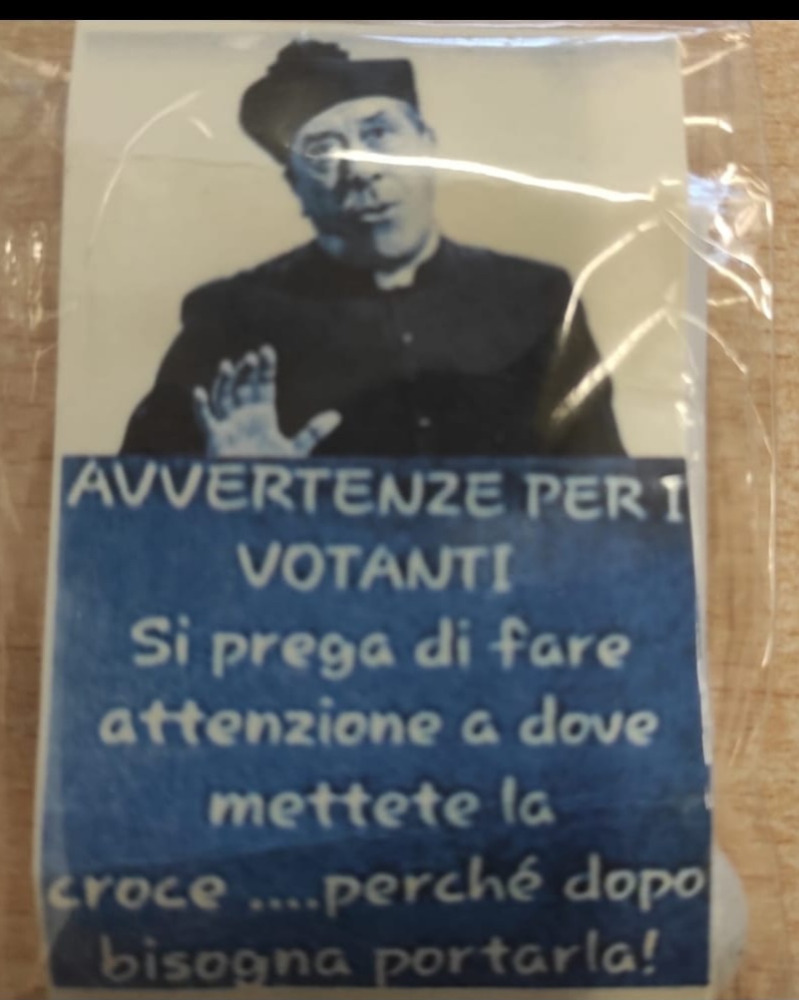 AVVERTENZE PER I
VOTANTI
Si prega di fare
attenzione a dove
mettete la
croce ....perché dopo
bisogna portarla!